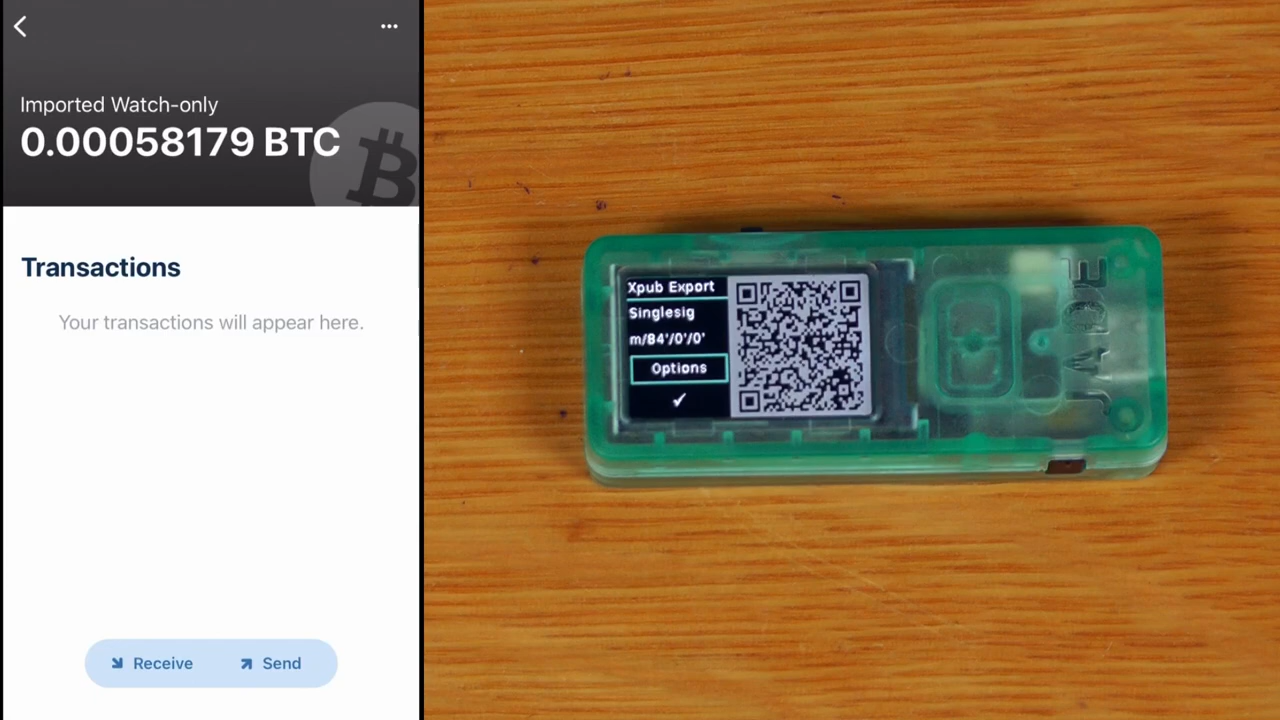 Imported Watch-only
0.00058179 BTC
Transactions
Your transactions will appear here.
Receive
Send
Xpub Export
Singlesig
m/84'/0'/0'
Options
JADE